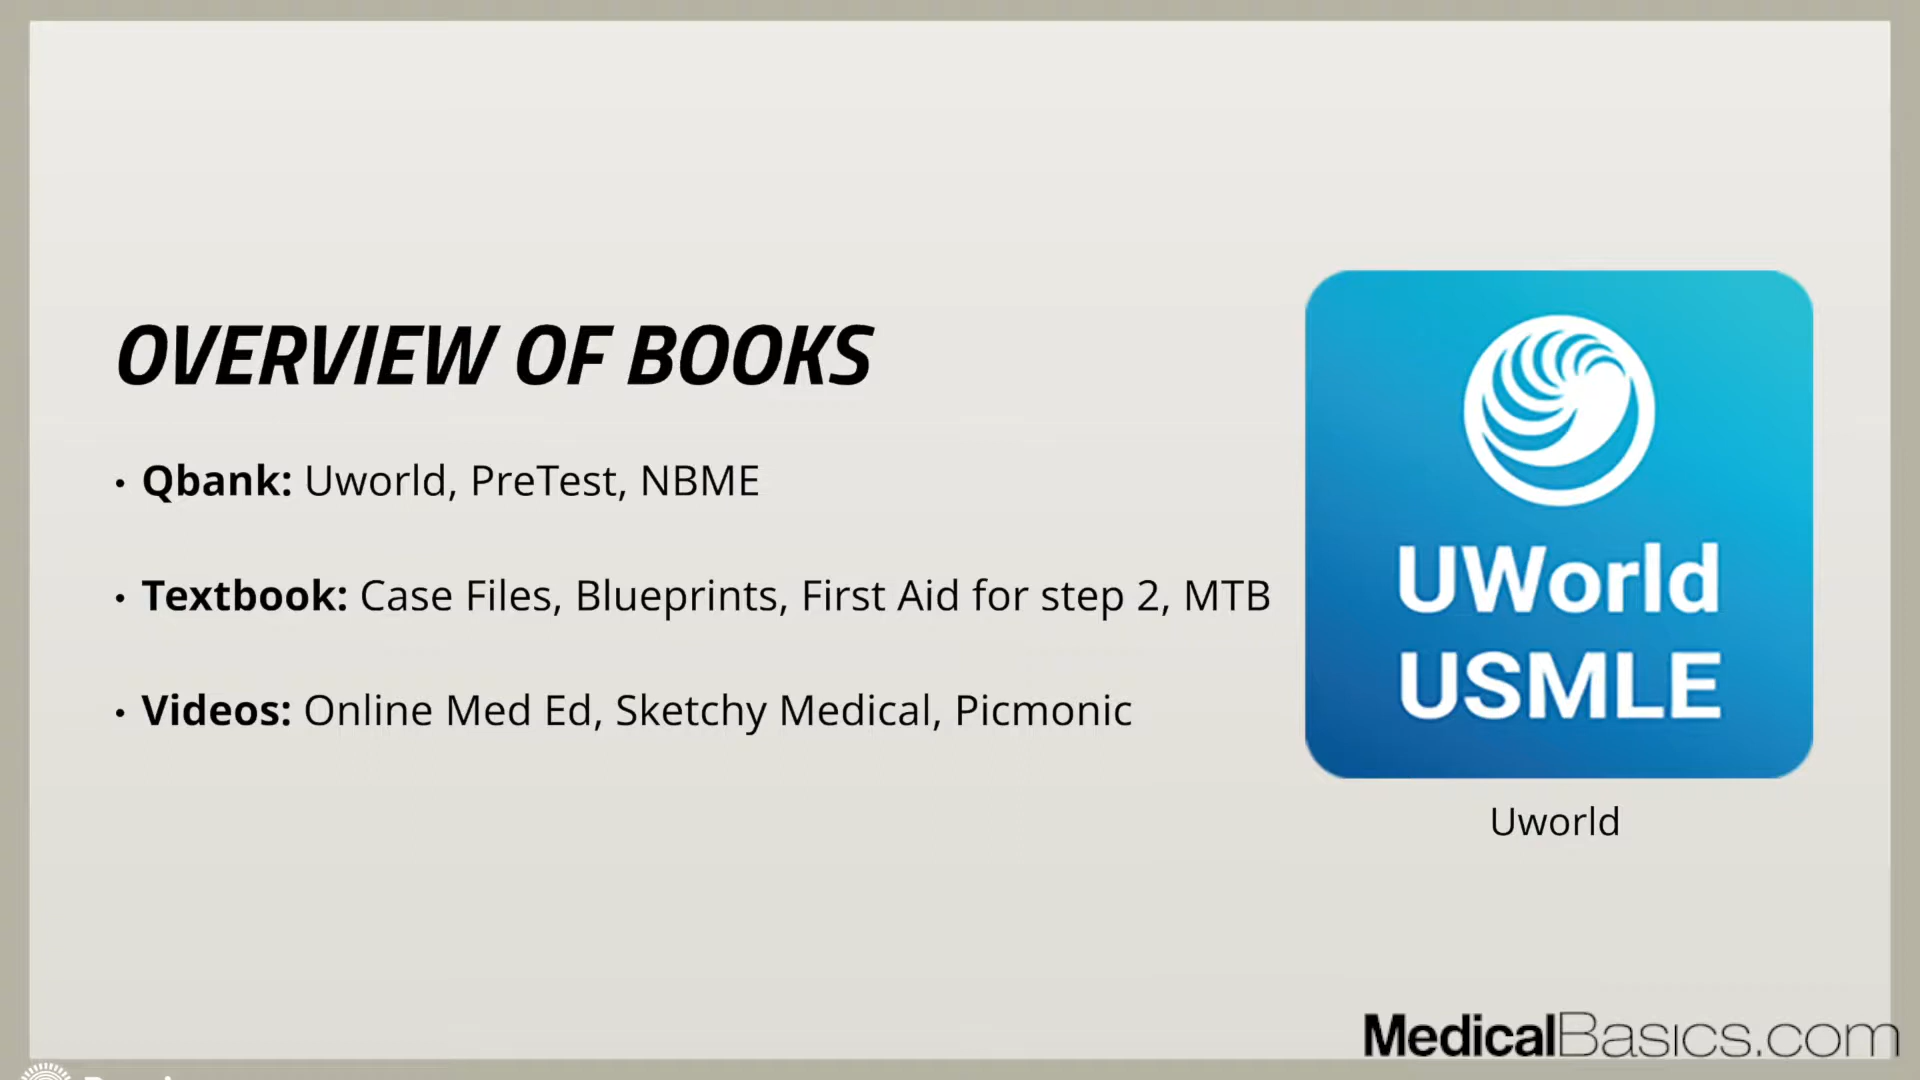 OVERVIEW OF BOOKS
• Qbank: Uworld, PreTest, NBME
• Textbook: Case Files, Blueprints, First Aid for step 2, MTB
• Videos: Online Med Ed, Sketchy Medical, Picmonic
UWorld
USMLE
Uworld
MedicalBasics.com